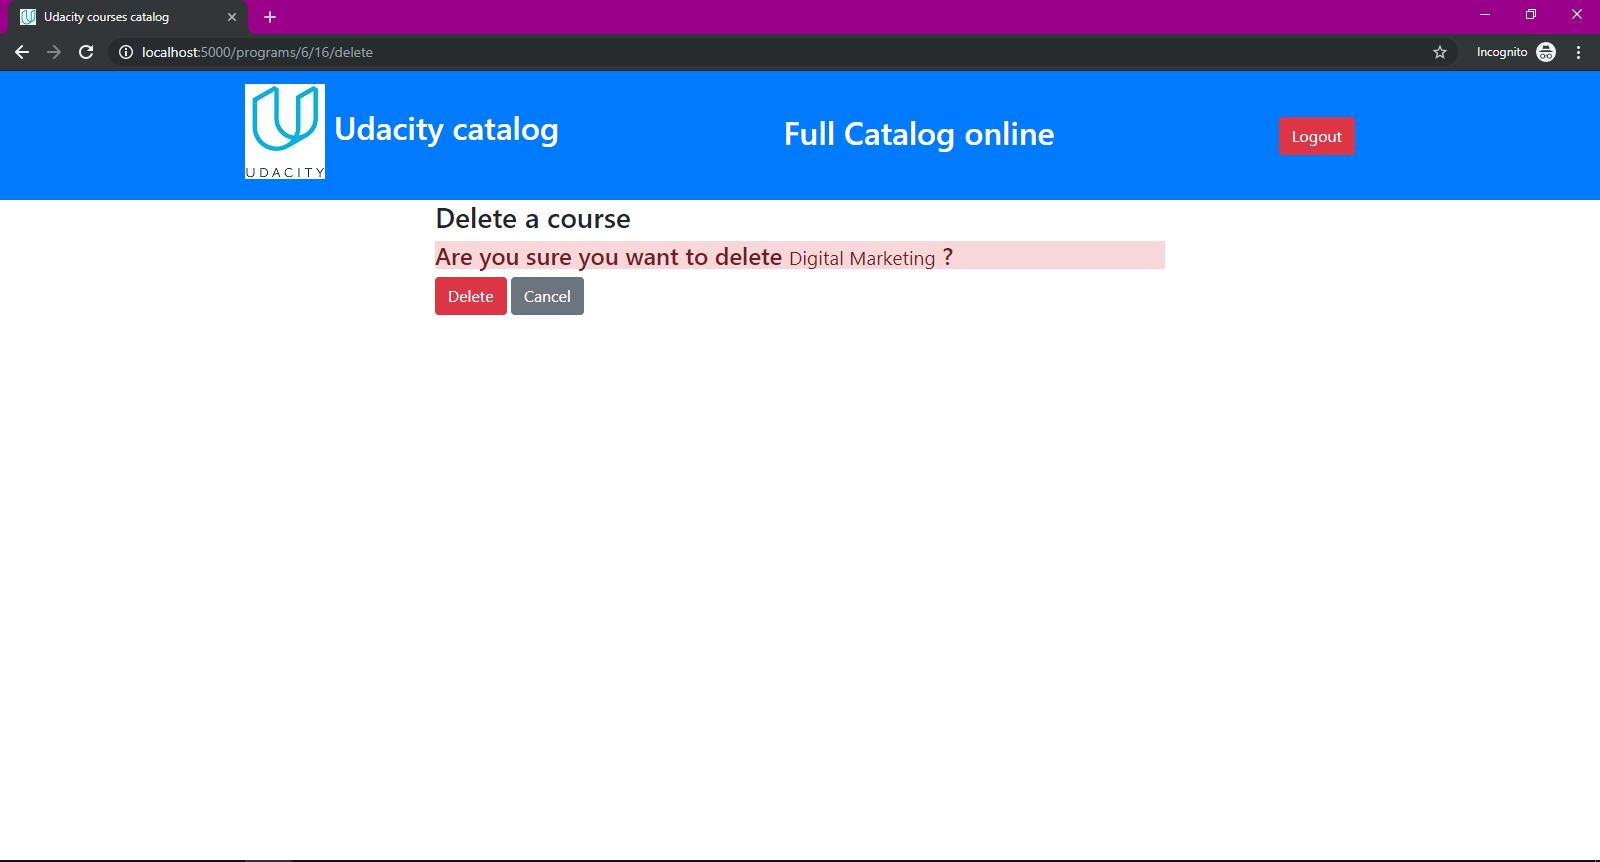 Udacity courses catalog
localhost:5000/programs/6/16/delete
Incognito
UDACITY
Udacity catalog
Full Catalog online
Logout
Delete a course
Are you sure you want to delete Digital Marketing ?
Delete
Cancel